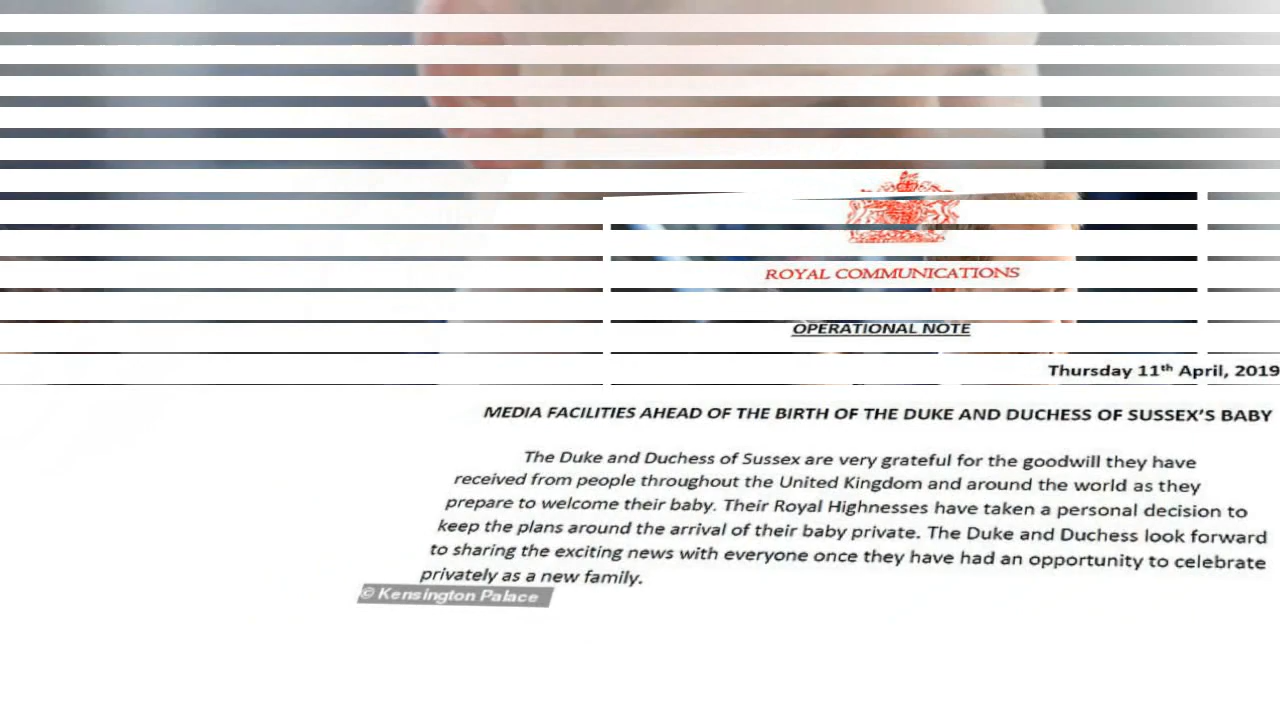 ROYAL COMMUNICATIONS
OPERATIONAL NOTE
Thursday 11th April, 2019
MEDIA FACILITIES AHEAD OF THE BIRTH OF THE DUKE AND DUCHESS OF SUSSEX'S BABY
The Duke and Duchess of Sussex are very grateful for the goodwill they have
received from people throughout the United Kingdom and around the world as they
prepare to welcome their baby. Their Royal Highnesses have taken a personal decision to
keep the plans around the arrival of their baby private. The Duke and Duchess look forward
to sharing the exciting news with everyone once they have had an opportunity to celebrate
privately as a new family.
© Kensington Palace